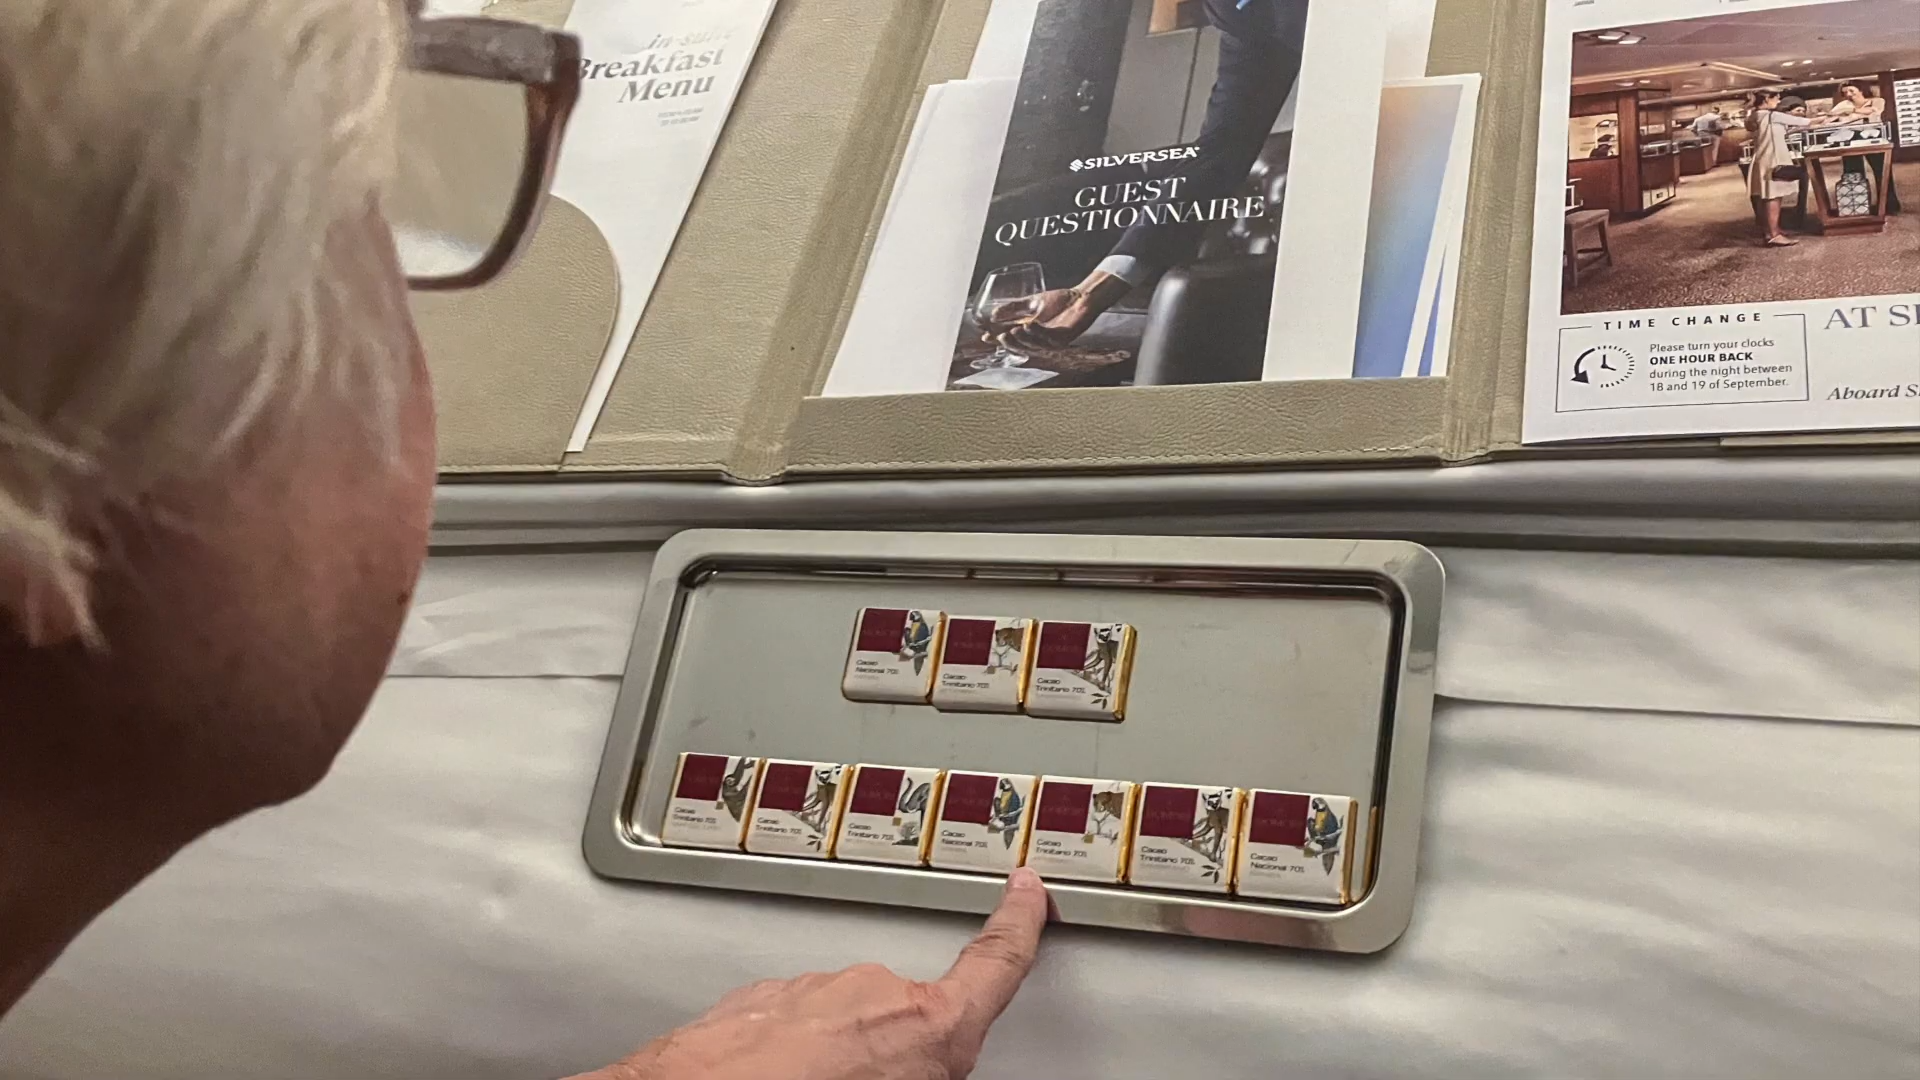 in-suite
Breakfast
Menu
SILVERSEA
GUEST
QUESTIONNAIRE
TIME CHANGE
Please turn your clocks
ONE HOUR BACK
during the night between
18 and 19 of September.
AT
Aboard
Cacao
Nacional 70%
Cacao
Trinitario 70%
Cacao
Trinitario 70%
Cacao
Trinitario 70%
Cacao
Trinitario 70%
Cacao
Trinitario 70%
Cacao
Nacional 70%
Cacao
Trinitario 70%
DOMORI
Cacao
Trinitario 70%
DOMORI
Cacao
Nacional 70%